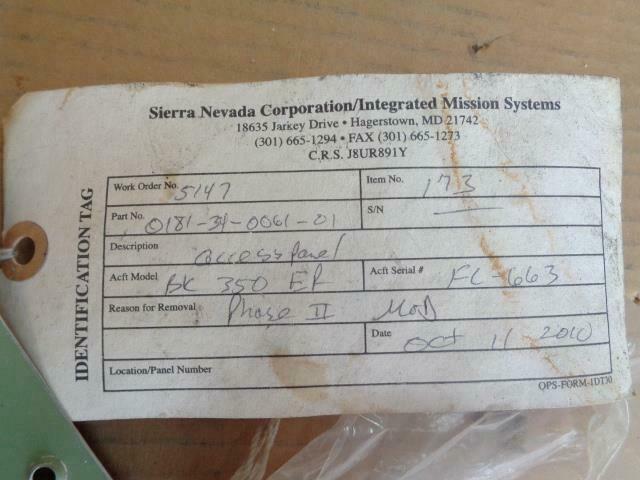 Sierra Nevada Corporation/Integrated Mission Systems
18635 Jarkey Drive • Hagerstown, MD 21742
(301) 665-1294 • FAX (301) 665-1273
C.R.S. J8UR891Y
IDENTIFICATION TAG
Work Order No. 5147 Item No. 173
Part No. 0181-34-0061-01 S/N —
Description access panel
Acft Model BK 350 ER Acft Serial # FL-663
Reason for Removal Phase II Mod
Date Oct 11 2010
Location/Panel Number
OPS-FORM-IDT30